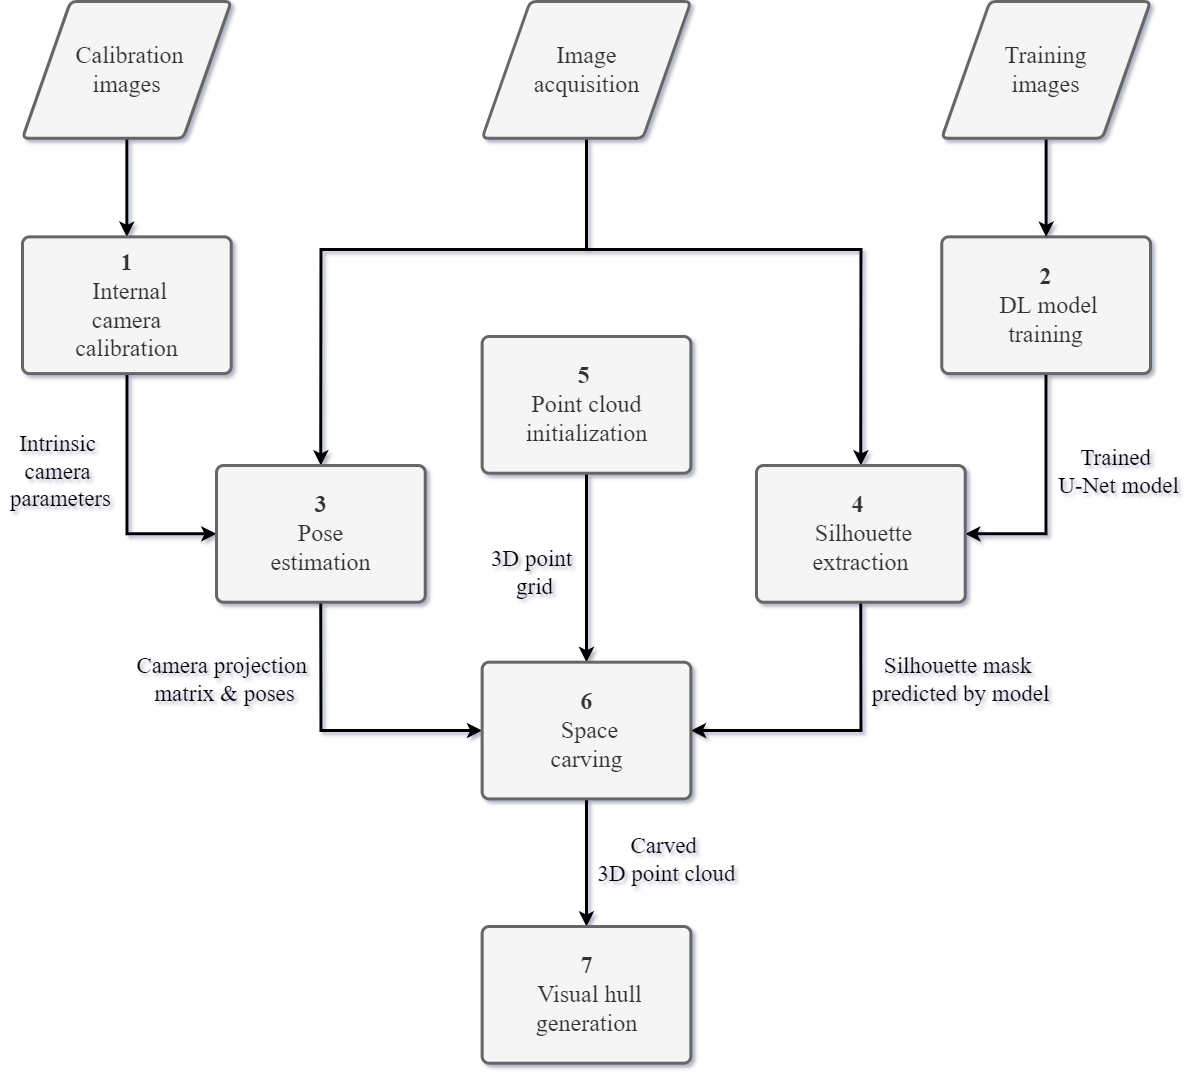 Calibration
images
Image
acquisition
Training
images
1
Internal
camera
calibration
2
DL model
training
5
Point cloud
initialization
Intrinsic
camera
parameters
Trained
U-Net model
3
Pose
estimation
4
Silhouette
extraction
3D point
grid
Camera projection
matrix & poses
Silhouette mask
predicted by model
6
Space
carving
Carved
3D point cloud
7
Visual hull
generation